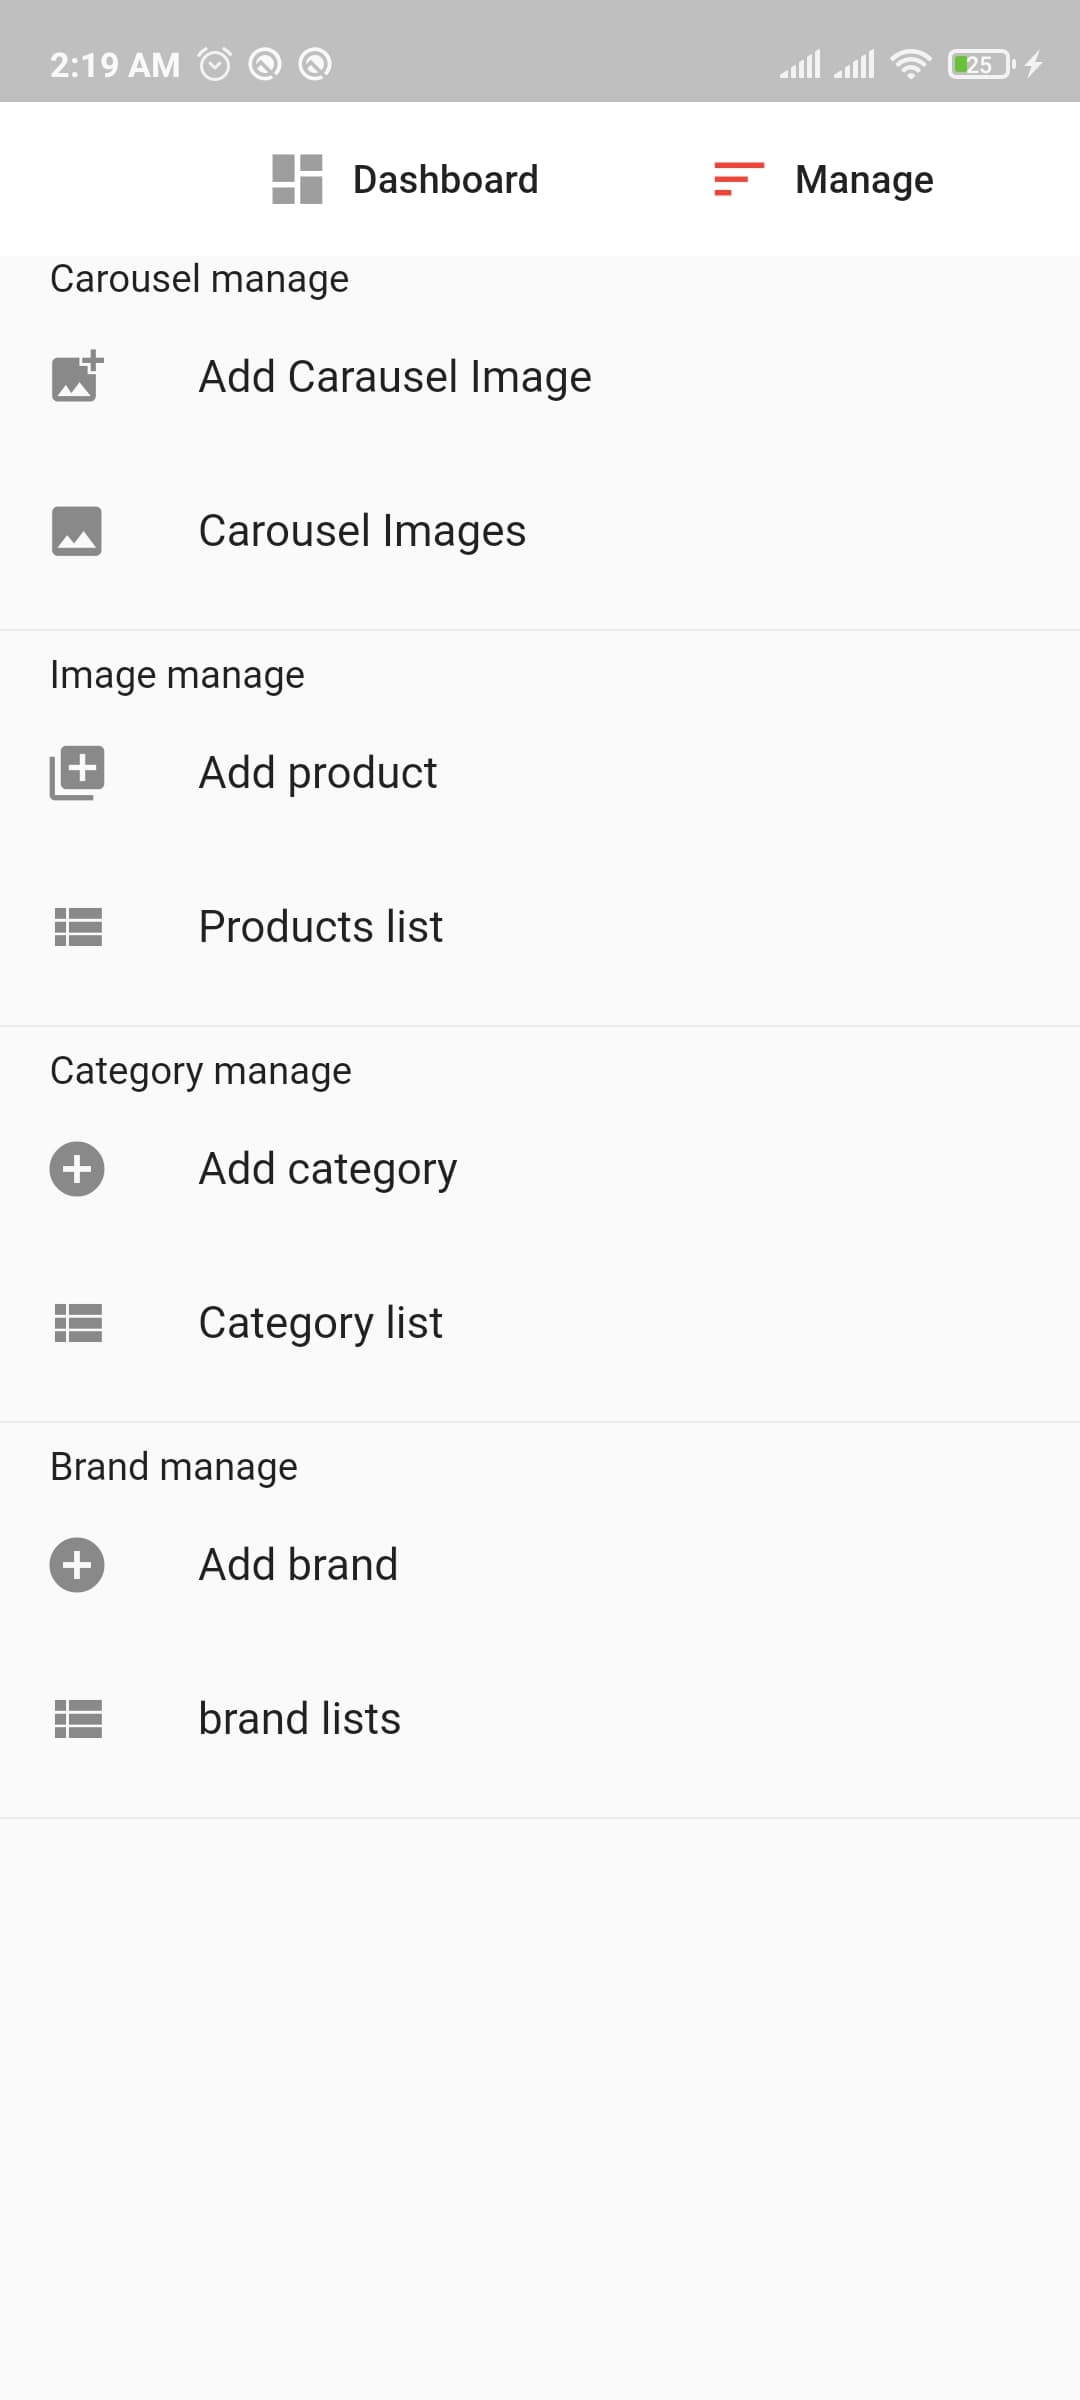 2:19 AM 25
Dashboard Manage
Carousel manage
Add Carausel Image
Carousel Images
Image manage
Add product
Products list
Category manage
Add category
Category list
Brand manage
Add brand
brand lists